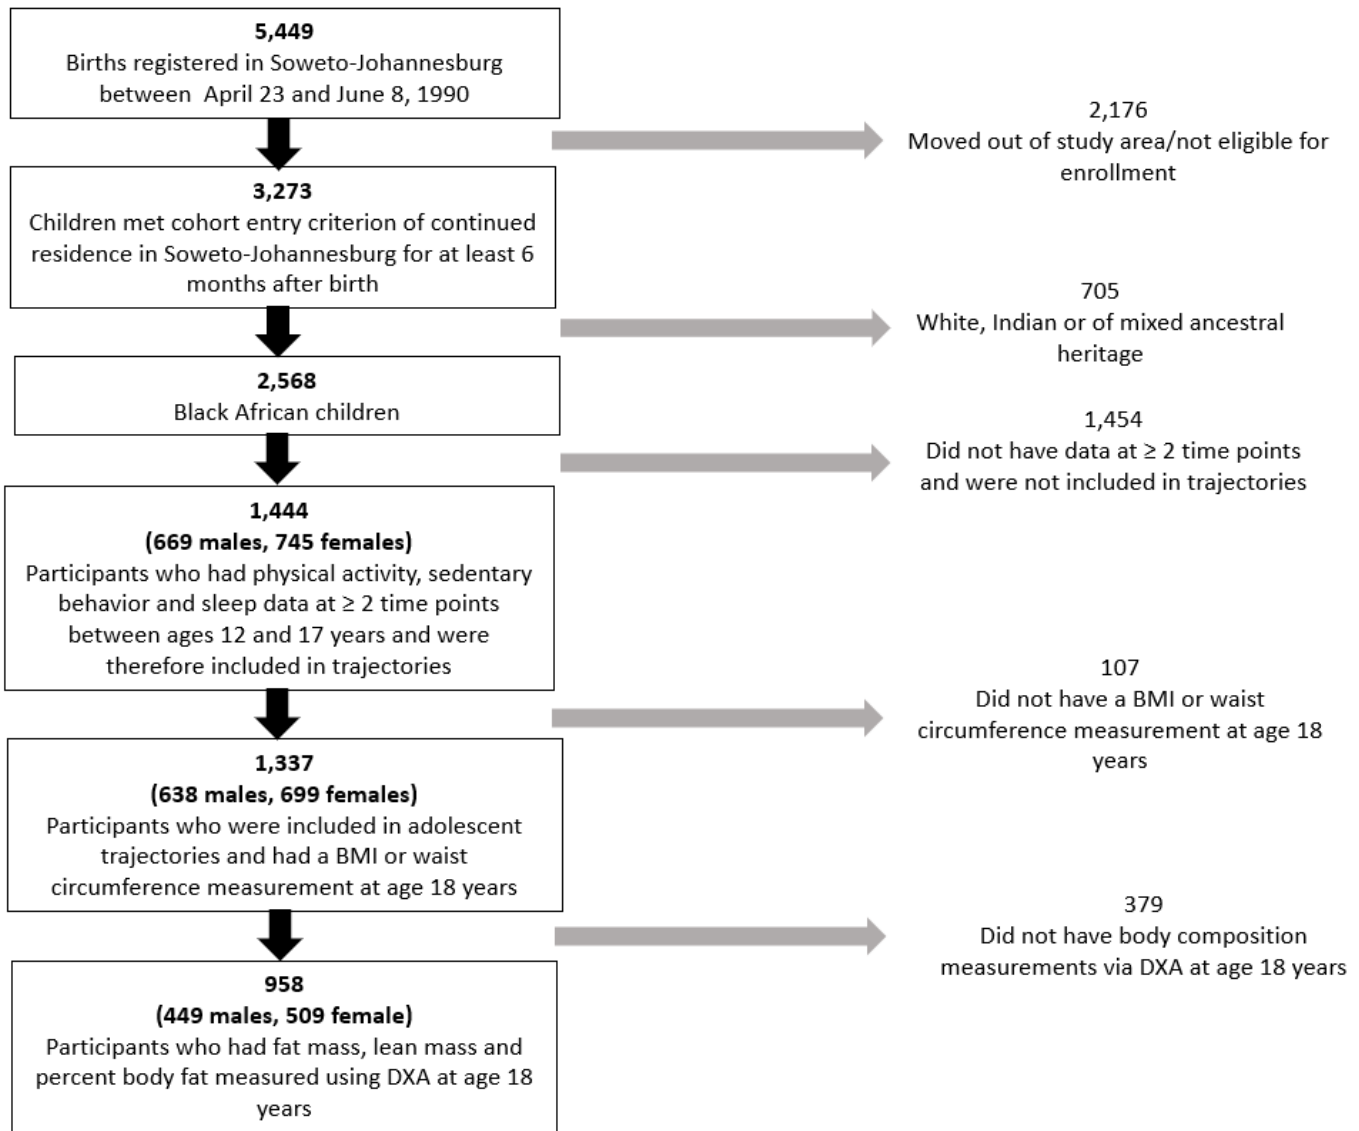 5,449
Births registered in Soweto-Johannesburg
between April 23 and June 8, 1990
2,176
Moved out of study area/not eligible for
enrollment
3,273
Children met cohort entry criterion of continued
residence in Soweto-Johannesburg for at least 6
months after birth
705
White, Indian or of mixed ancestral
heritage
2,568
Black African children
1,454
Did not have data at ≥ 2 time points
and were not included in trajectories
1,444
(669 males, 745 females)
Participants who had physical activity, sedentary
behavior and sleep data at ≥ 2 time points
between ages 12 and 17 years and were
therefore included in trajectories
107
Did not have a BMI or waist
circumference measurement at age 18
years
1,337
(638 males, 699 females)
Participants who were included in adolescent
trajectories and had a BMI or waist
circumference measurement at age 18 years
379
Did not have body composition
measurements via DXA at age 18 years
958
(449 males, 509 female)
Participants who had fat mass, lean mass and
percent body fat measured using DXA at age 18
years